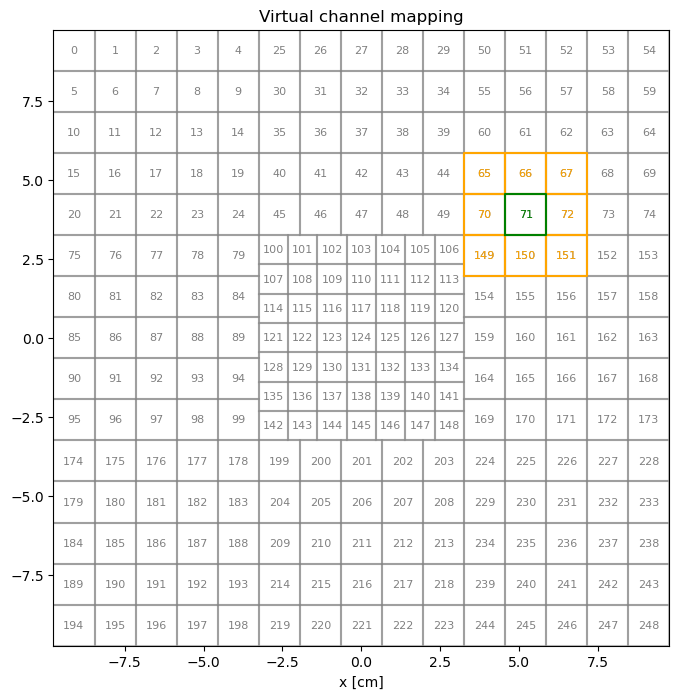 Virtual channel mapping
0 1 2 3 4 25 26 27 28 29 50 51 52 53 54
7.5 5 6 7 8 9 30 31 32 33 34 55 56 57 58 59
10 11 12 13 14 35 36 37 38 39 60 61 62 63 64
5.0 15 16 17 18 19 40 41 42 43 44 65 66 67 68 69
20 21 22 23 24 45 46 47 48 49 70 71 72 73 74
2.5 75 76 77 78 79 100 101 102 103 104 105 106 149 150 151 152 153
107 108 109 110 111 112 113
80 81 82 83 84 114 115 116 117 118 119 120 154 155 156 157 158
0.0 85 86 87 88 89 121 122 123 124 125 126 127 159 160 161 162 163
90 91 92 93 94 128 129 130 131 132 133 134 164 165 166 167 168
135 136 137 138 139 140 141
−2.5 95 96 97 98 99 142 143 144 145 146 147 148 169 170 171 172 173
174 175 176 177 178 199 200 201 202 203 224 225 226 227 228
−5.0 179 180 181 182 183 204 205 206 207 208 229 230 231 232 233
184 185 186 187 188 209 210 211 212 213 234 235 236 237 238
−7.5 189 190 191 192 193 214 215 216 217 218 239 240 241 242 243
194 195 196 197 198 219 220 221 222 223 244 245 246 247 248
−7.5 −5.0 −2.5 0.0 2.5 5.0 7.5
x [cm]